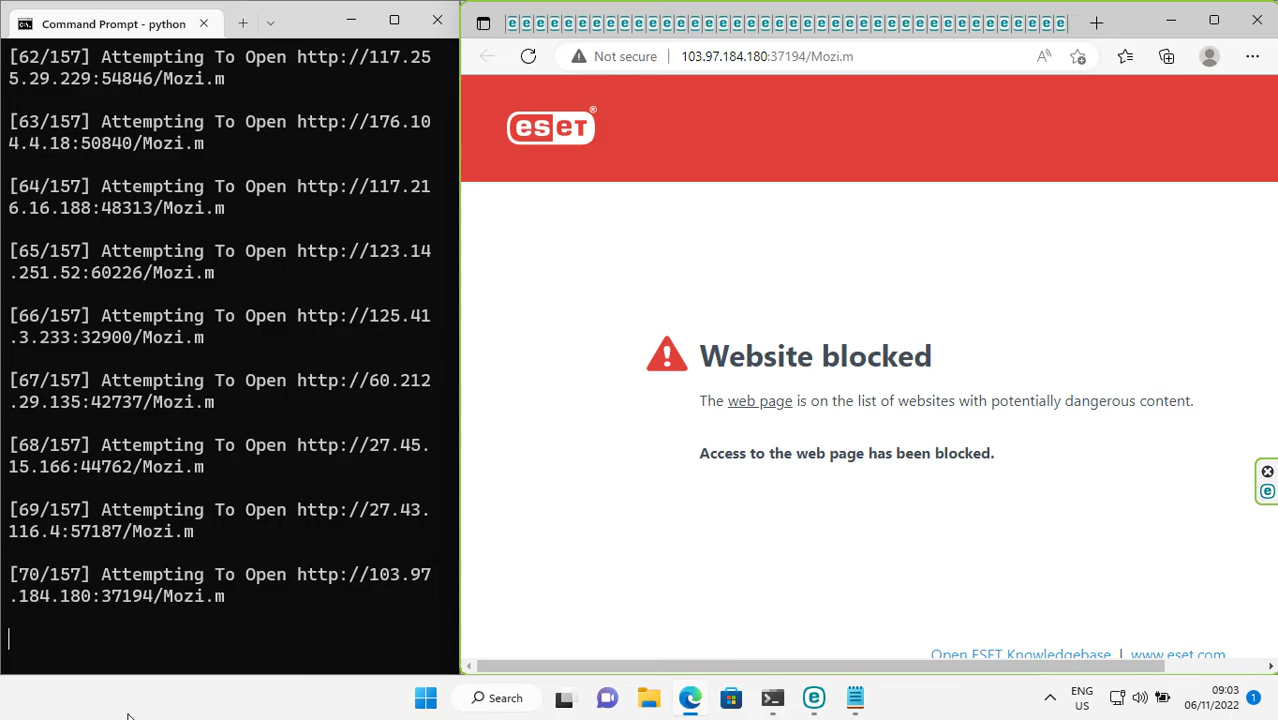 Command Prompt - python
[62/157] Attempting To Open http://117.25
5.29.229:54846/Mozi.m
[63/157] Attempting To Open http://176.10
4.4.18:50840/Mozi.m
[64/157] Attempting To Open http://117.21
6.16.188:48313/Mozi.m
[65/157] Attempting To Open http://123.14
.251.52:60226/Mozi.m
[66/157] Attempting To Open http://125.41
.3.233:32900/Mozi.m
[67/157] Attempting To Open http://60.212
.29.135:42737/Mozi.m
[68/157] Attempting To Open http://27.45.
15.166:44762/Mozi.m
[69/157] Attempting To Open http://27.43.
116.4:57187/Mozi.m
[70/157] Attempting To Open http://103.97
.184.180:37194/Mozi.m
Not secure
103.97.184.180:37194/Mozi.m
eseT®
Website blocked
The web page is on the list of websites with potentially dangerous content.
Access to the web page has been blocked.
Open ESET Knowledgebase | www.eset.com
Search
ENG
US
09:03
06/11/2022
1